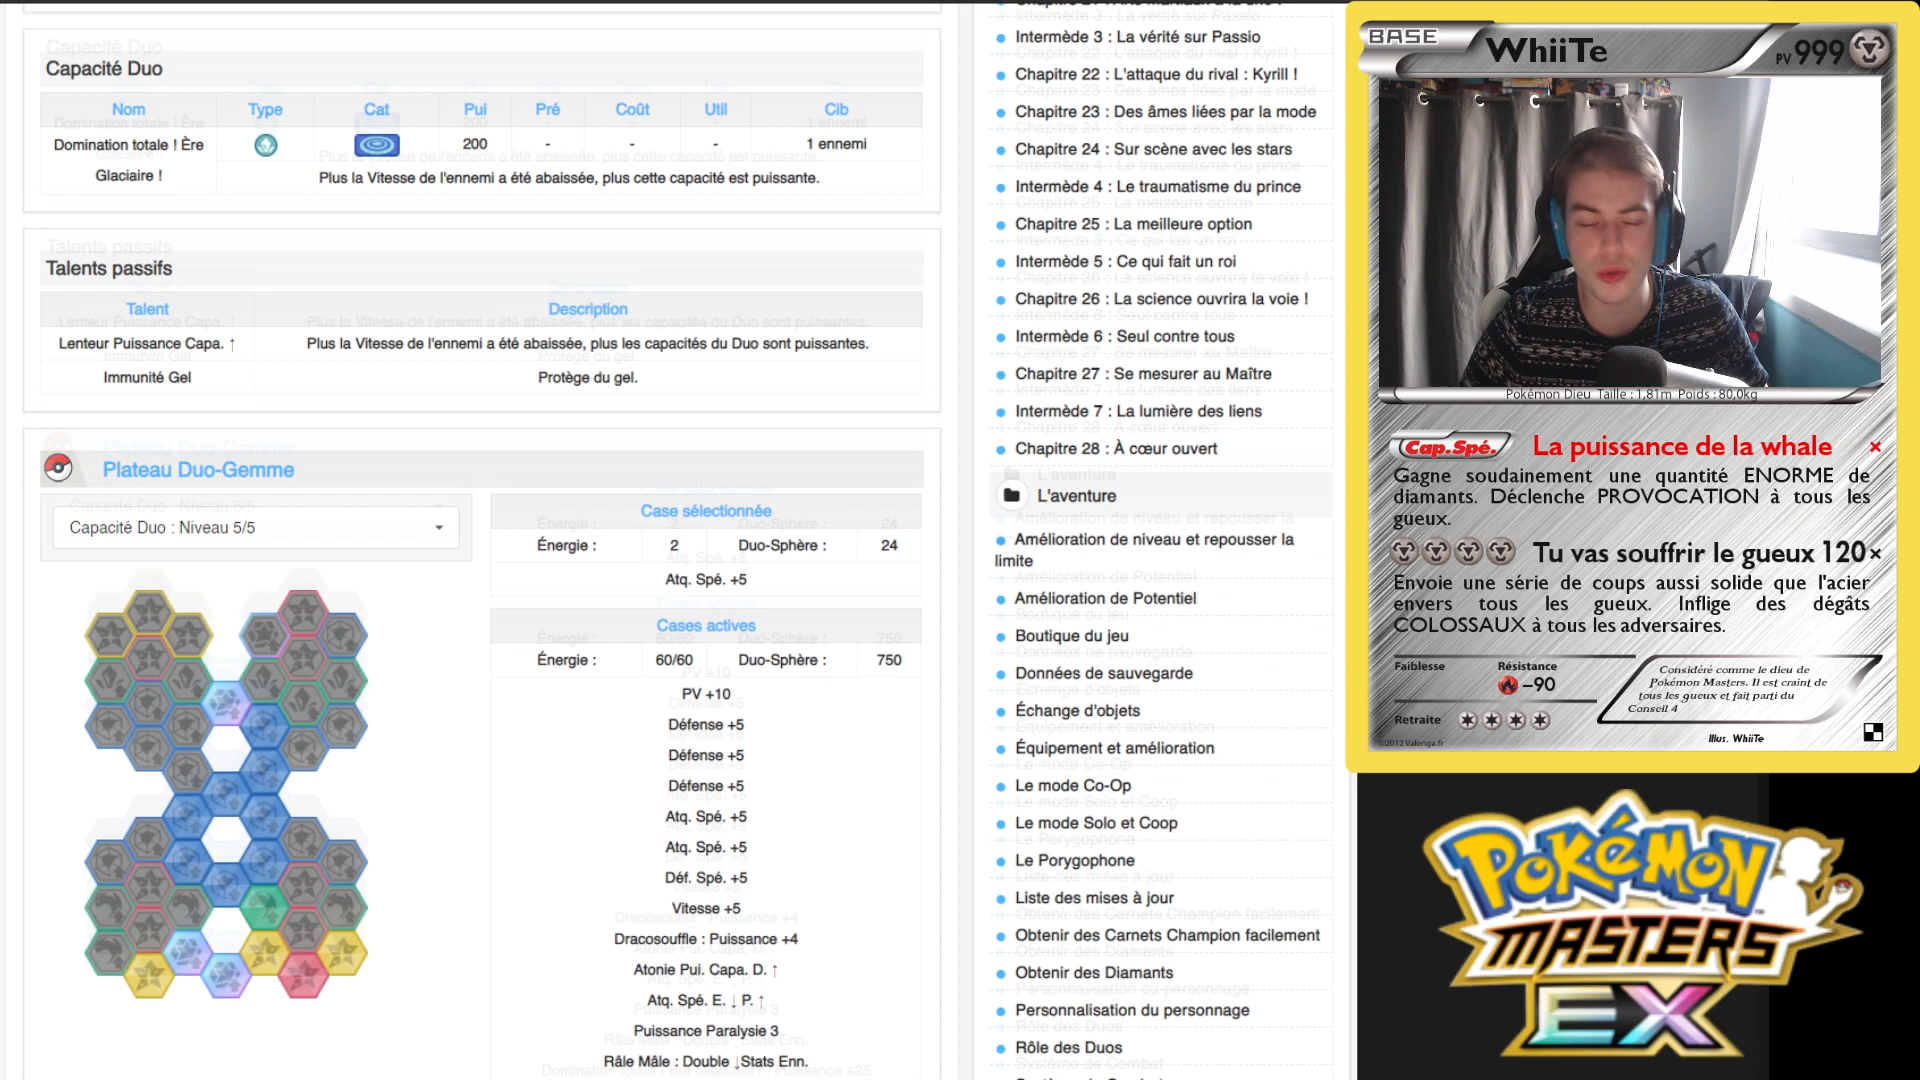 Capacité Duo
Nom Type Cat Pui Pré Coût Util Cib
Domination totale ! Ère Glaciaire ! 200 - - - 1 ennemi
Plus la Vitesse de l'ennemi a été abaissée, plus cette capacité est puissante.
Talents passifs
Talent Description
Lenteur Puissance Capa. ↑ Plus la Vitesse de l'ennemi a été abaissée, plus les capacités du Duo sont puissantes.
Immunité Gel Protège du gel.
Plateau Duo-Gemme
Capacité Duo : Niveau 5/5
Case sélectionnée
Énergie : 2 Duo-Sphère : 24
Atq. Spé. +5
Cases actives
Énergie : 60/60 Duo-Sphère : 750
PV +10
Défense +5
Défense +5
Défense +5
Atq. Spé. +5
Atq. Spé. +5
Déf. Spé. +5
Vitesse +5
Dracosouffle : Puissance +4
Atonie Pui. Capa. D. ↑
Atq. Spé. E. ↓ P. ↑
Puissance Paralysie 3
Râle Mâle : Double ↓Stats Enn.
Intermède 3 : La vérité sur Passio
Chapitre 22 : L'attaque du rival : Kyrill !
Chapitre 23 : Des âmes liées par la mode
Chapitre 24 : Sur scène avec les stars
Intermède 4 : Le traumatisme du prince
Chapitre 25 : La meilleure option
Intermède 5 : Ce qui fait un roi
Chapitre 26 : La science ouvrira la voie !
Intermède 6 : Seul contre tous
Chapitre 27 : Se mesurer au Maître
Intermède 7 : La lumière des liens
Chapitre 28 : À cœur ouvert
L'aventure
Amélioration de niveau et repousser la
limite
Amélioration de Potentiel
Boutique du jeu
Données de sauvegarde
Échange d'objets
Équipement et amélioration
Le mode Co-Op
Le mode Solo et Coop
Le Porygophone
Liste des mises à jour
Obtenir des Carnets Champion facilement
Obtenir des Diamants
Personnalisation du personnage
Rôle des Duos
BASE WhiiTe PV 999
Pokémon Dieu Taille : 1,81m Poids : 80,0kg
Cap.Spé. La puissance de la whale ×
Gagne soudainement une quantité ENORME de
diamants. Déclenche PROVOCATION à tous les
gueux.
Tu vas souffrir le gueux 120×
Envoie une série de coups aussi solide que l'acier
envers tous les gueux. Inflige des dégâts
COLOSSAUX à tous les adversaires.
Faiblesse Résistance
-90
Retraite
Considéré comme le dieu de
Pokémon Masters. Il est craint de
tous les gueux et fait parti du
Conseil 4
©2012 Valenga.fr
Illus. WhiiTe
POKéMON
MASTERS
EX